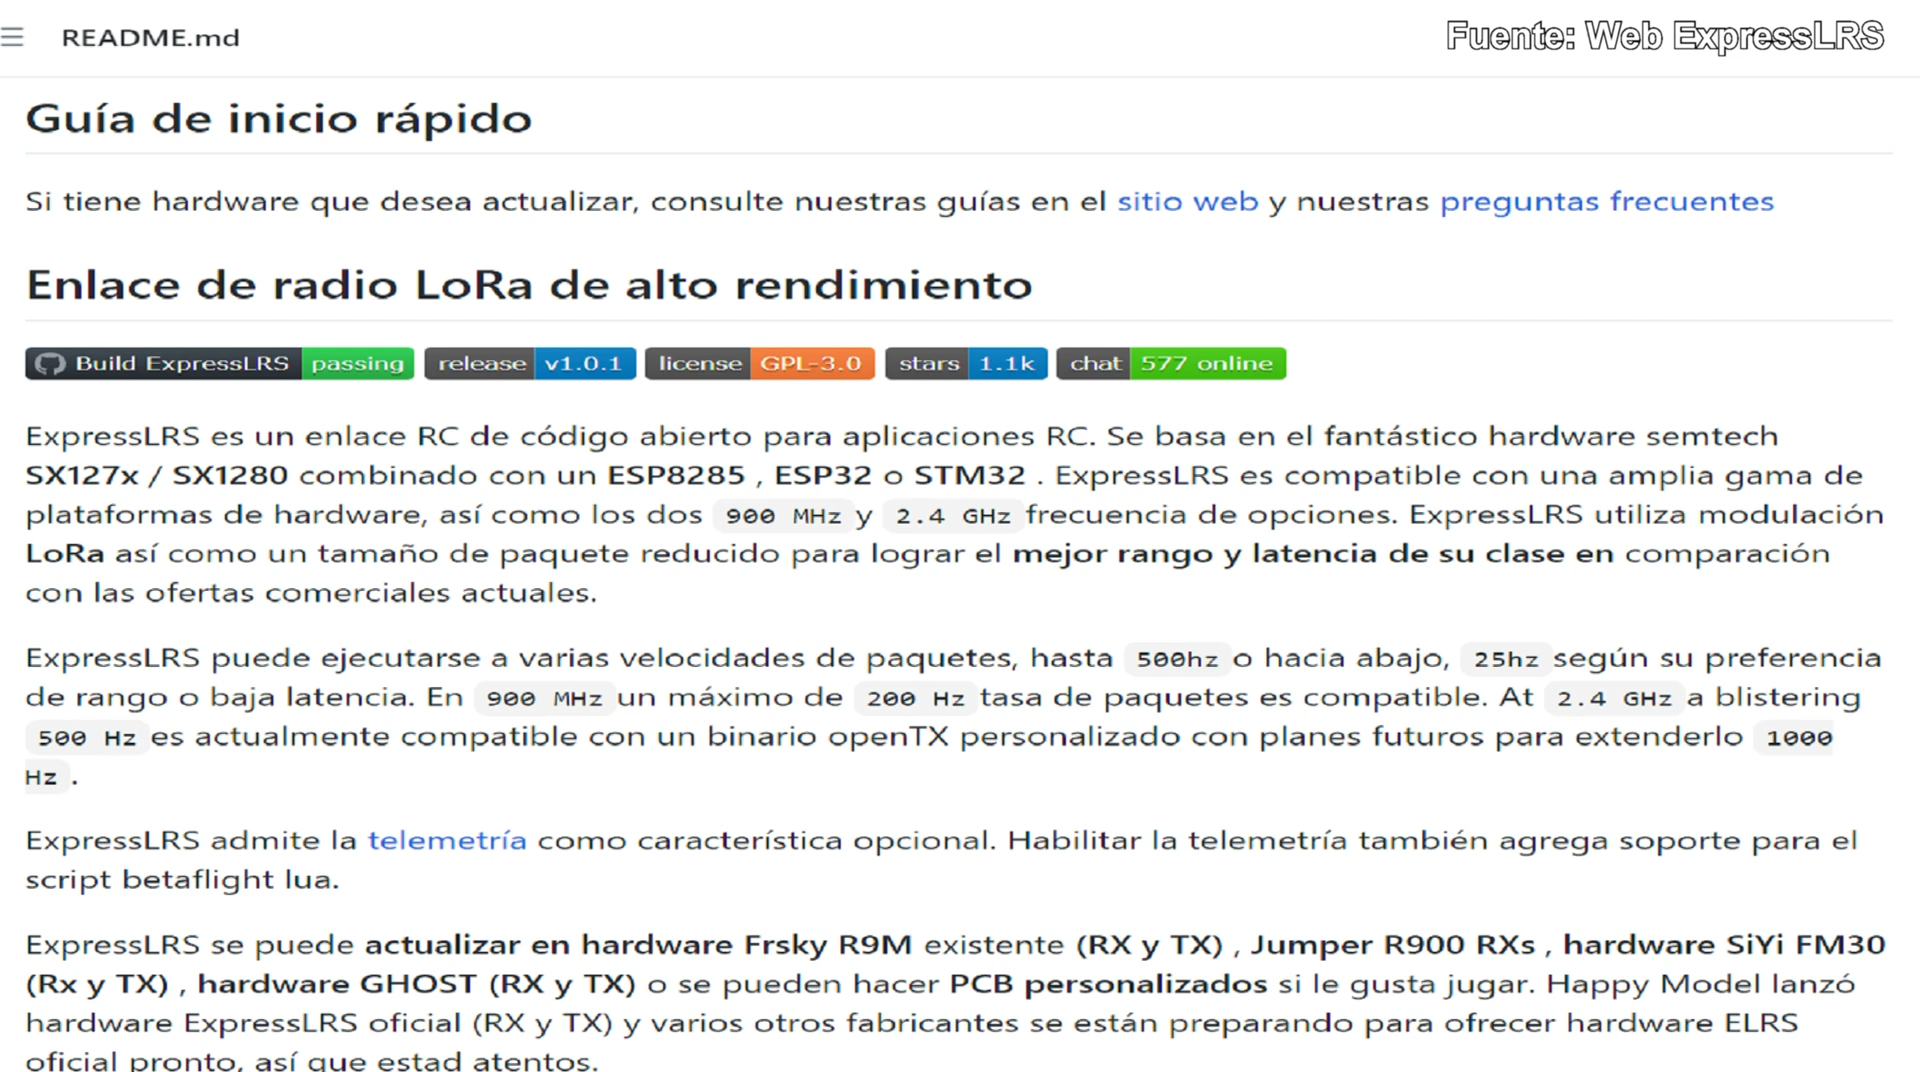 README.md
Fuente: Web ExpressLRS
Guía de inicio rápido
Si tiene hardware que desea actualizar, consulte nuestras guías en el sitio web y nuestras preguntas frecuentes
Enlace de radio LoRa de alto rendimiento
Build ExpressLRS passing release v1.0.1 license GPL-3.0 stars 1.1k chat 577 online
ExpressLRS es un enlace RC de código abierto para aplicaciones RC. Se basa en el fantástico hardware semtech
SX127x / SX1280 combinado con un ESP8285 , ESP32 o STM32 . ExpressLRS es compatible con una amplia gama de
plataformas de hardware, así como los dos 900 MHz y 2.4 GHz frecuencia de opciones. ExpressLRS utiliza modulación
LoRa así como un tamaño de paquete reducido para lograr el mejor rango y latencia de su clase en comparación
con las ofertas comerciales actuales.
ExpressLRS puede ejecutarse a varias velocidades de paquetes, hasta 500hz o hacia abajo, 25hz según su preferencia
de rango o baja latencia. En 900 MHz un máximo de 200 Hz tasa de paquetes es compatible. At 2.4 GHz a blistering
500 Hz es actualmente compatible con un binario openTX personalizado con planes futuros para extenderlo 1000
Hz .
ExpressLRS admite la telemetría como característica opcional. Habilitar la telemetría también agrega soporte para el
script betaflight lua.
ExpressLRS se puede actualizar en hardware Frsky R9M existente (RX y TX) , Jumper R900 RXs , hardware SiYi FM30
(Rx y TX) , hardware GHOST (RX y TX) o se pueden hacer PCB personalizados si le gusta jugar. Happy Model lanzó
hardware ExpressLRS oficial (RX y TX) y varios otros fabricantes se están preparando para ofrecer hardware ELRS
oficial pronto, así que estad atentos.